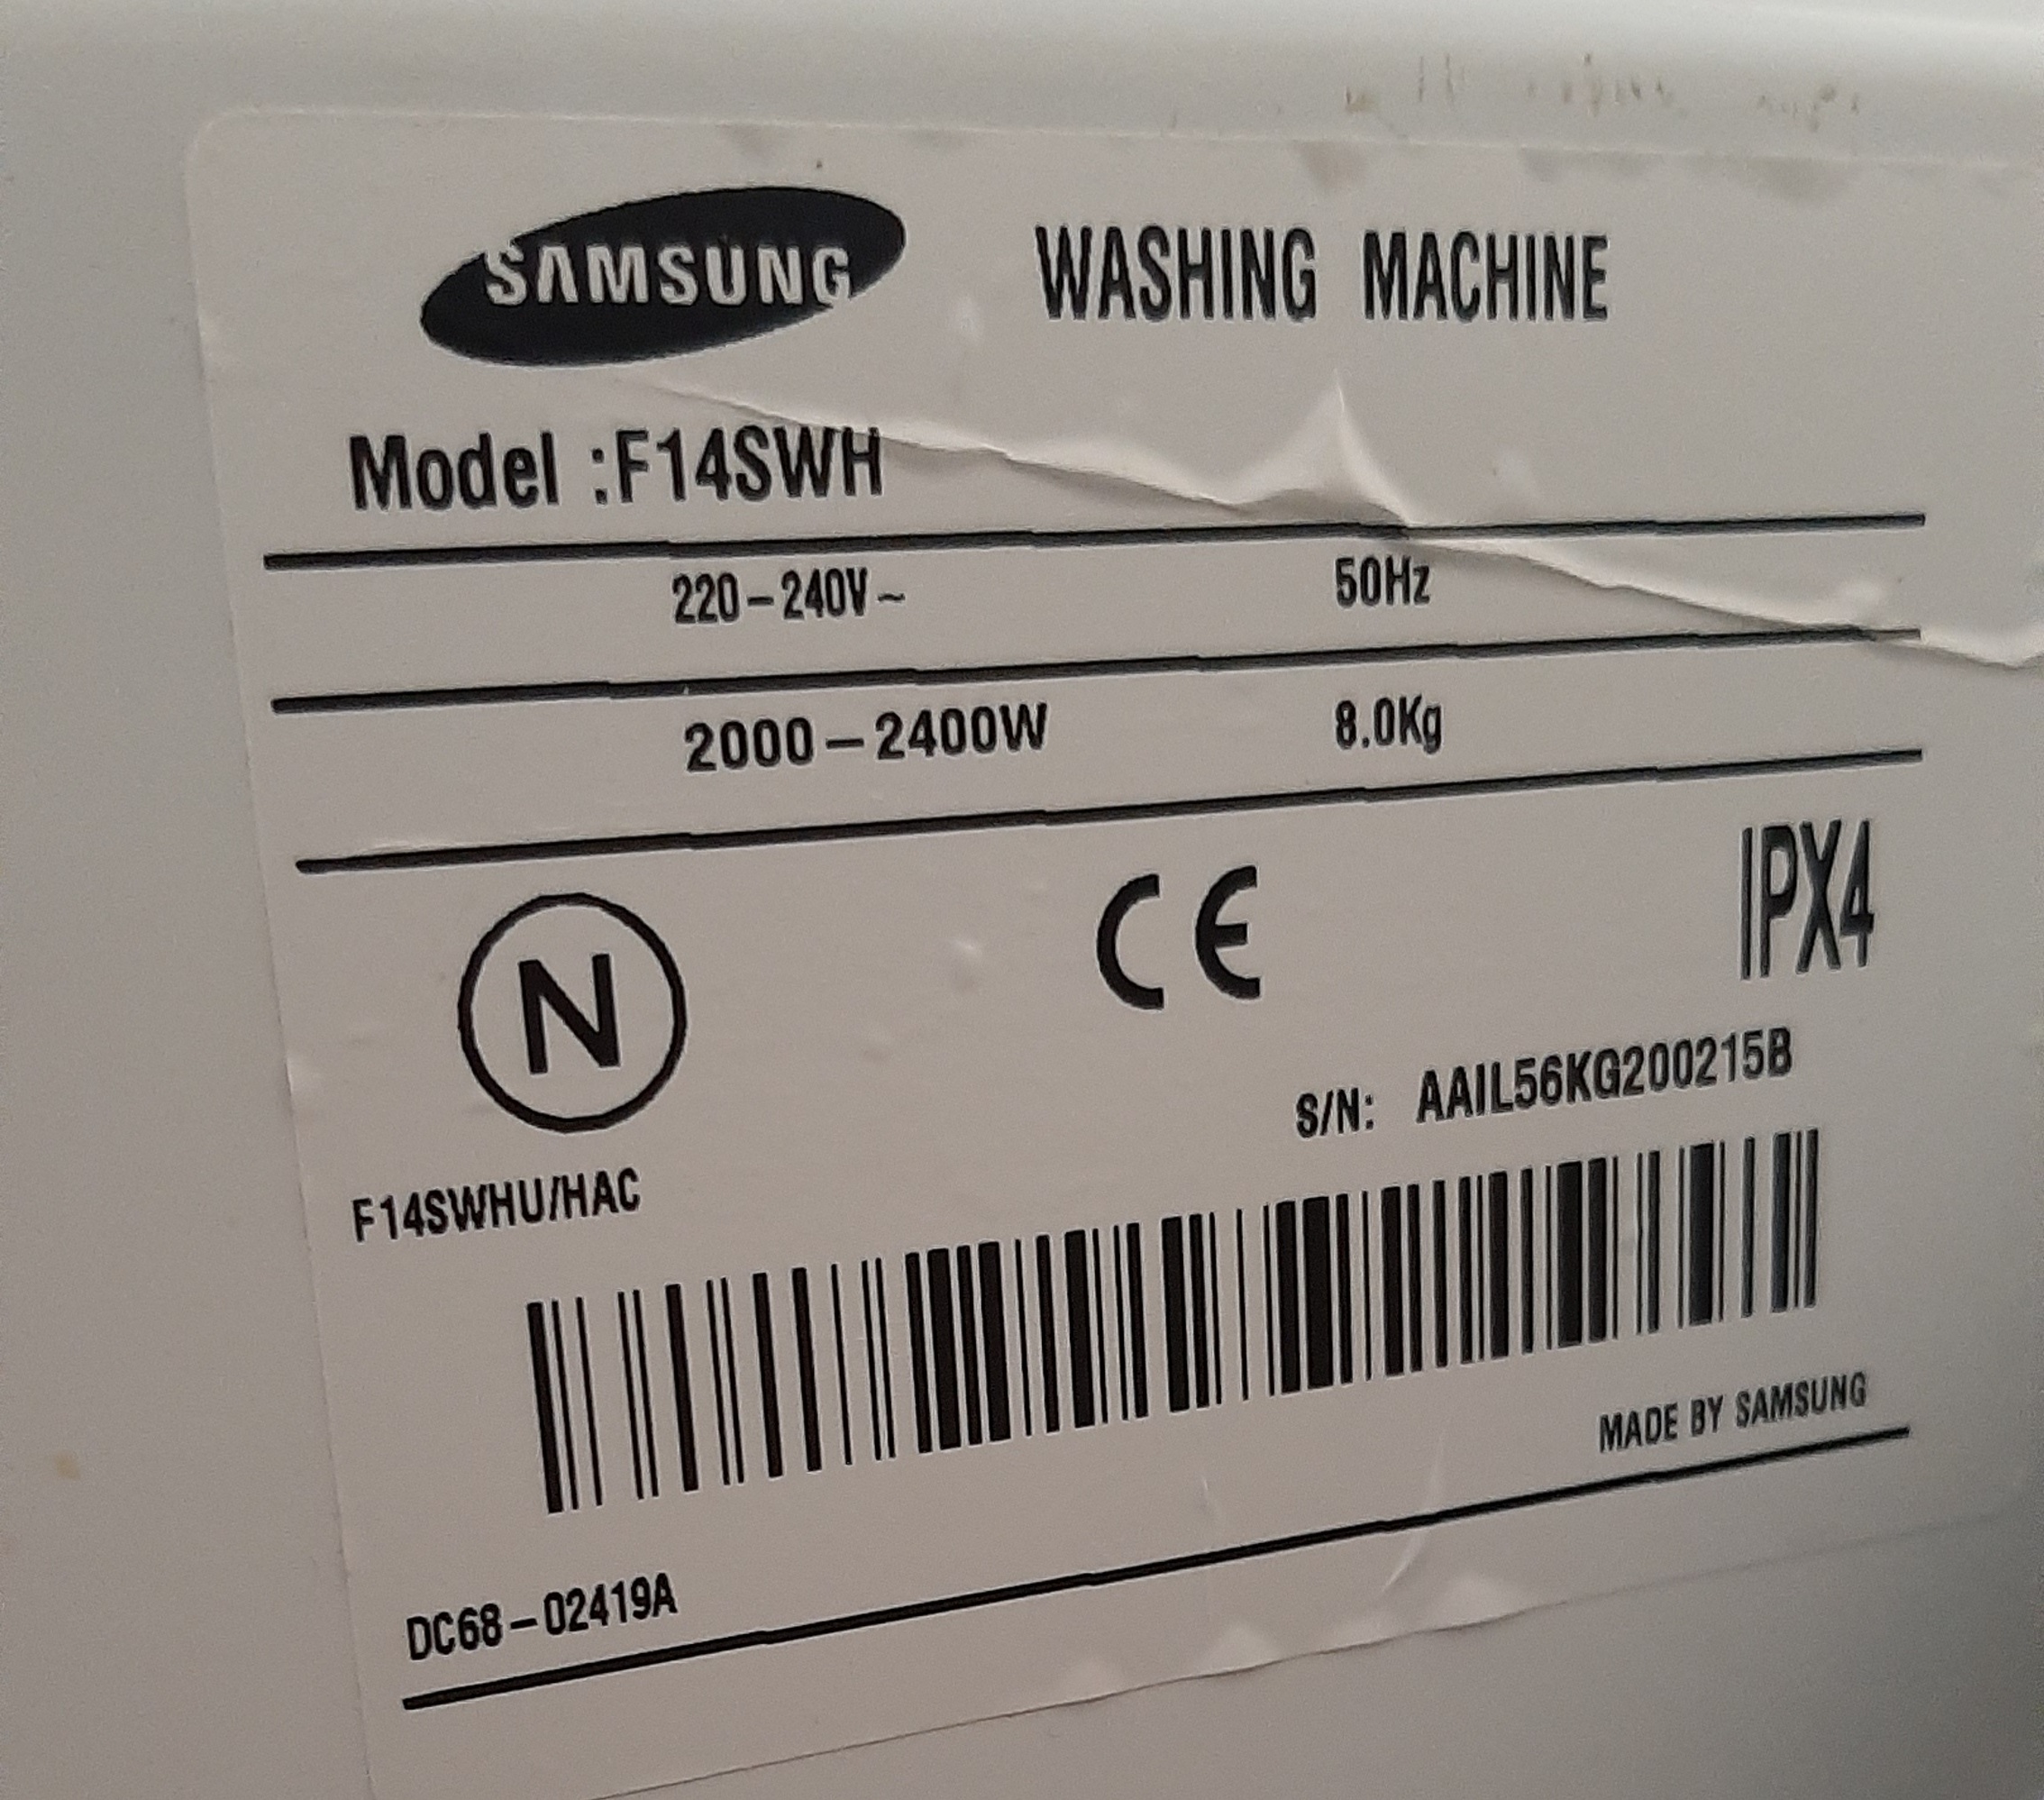 SAMSUNG WASHING MACHINE
Model :F14SWH
220-240V~ 50Hz
2000-2400W 8.0Kg
N CE IPX4
S/N: AAIL56KG200215B
F14SWHU/HAC
MADE BY SAMSUNG
DC68-02419A